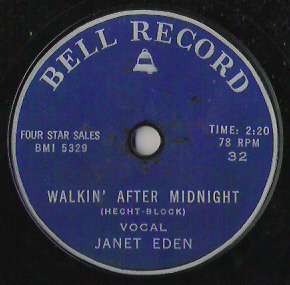 BELL RECORD
FOUR STAR SALES
BMI 5329
TIME: 2:20
78 RPM
32
WALKIN' AFTER MIDNIGHT
(HECHT-BLOCK)
VOCAL
JANET EDEN